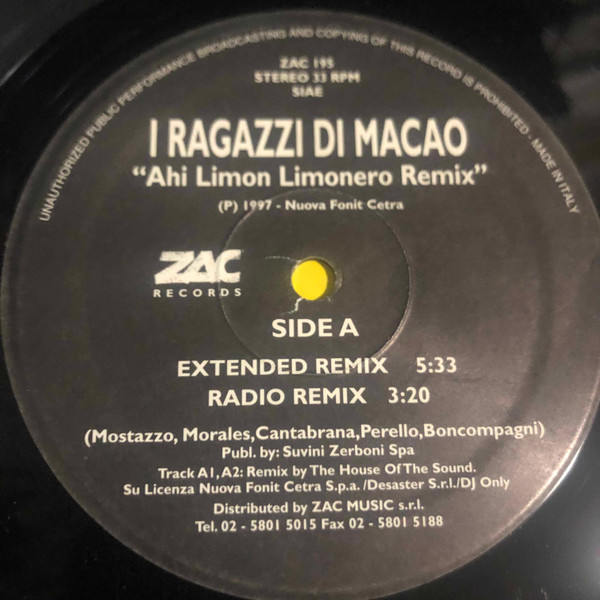 UNAUTHORIZED PUBLIC PERFORMANCE BROADCASTING AND COPYING OF THIS RECORD IS PROHIBITED - MADE IN ITALY
ZAC 195
STEREO 33 RPM
SIAE
I RAGAZZI DI MACAO
“Ahi Limon Limonero Remix”
(P) 1997 - Nuova Fonit Cetra
ZAC
RECORDS
SIDE A
EXTENDED REMIX 5:33
RADIO REMIX 3:20
(Mostazzo, Morales,Cantabrana,Perello,Boncompagni)
Publ. by: Suvini Zerboni Spa
Track A1, A2: Remix by The House Of The Sound.
Su Licenza Nuova Fonit Cetra S.p.a. /Desaster S.r.l./DJ Only
Distributed by ZAC MUSIC s.r.l.
Tel. 02 - 5801 5015 Fax 02 - 5801 5188